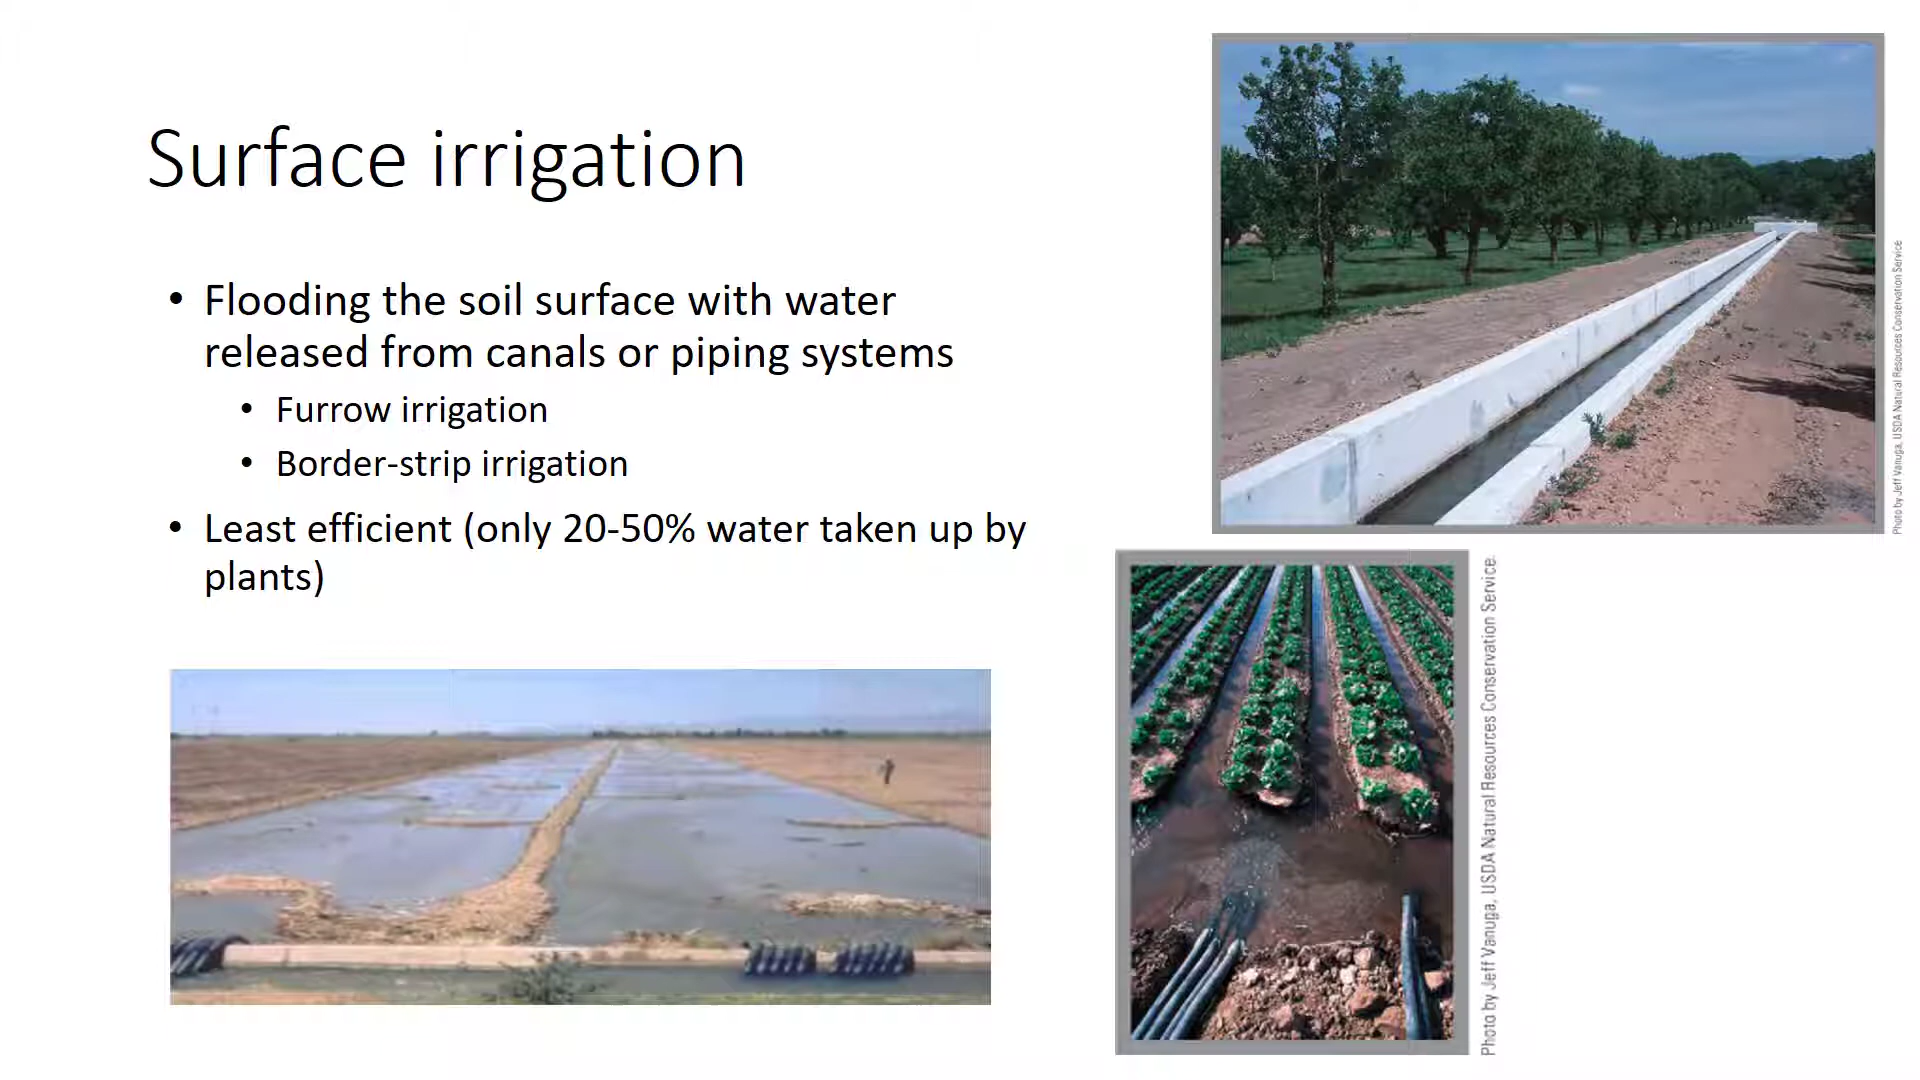 Surface irrigation
• Flooding the soil surface with water
released from canals or piping systems
• Furrow irrigation
• Border-strip irrigation
• Least efficient (only 20-50% water taken up by
plants)
Photo by Jeff Vanuga, USDA Natural Resources Conservation Service
Photo by Jeff Vanuga, USDA Natural Resources Conservation Service.